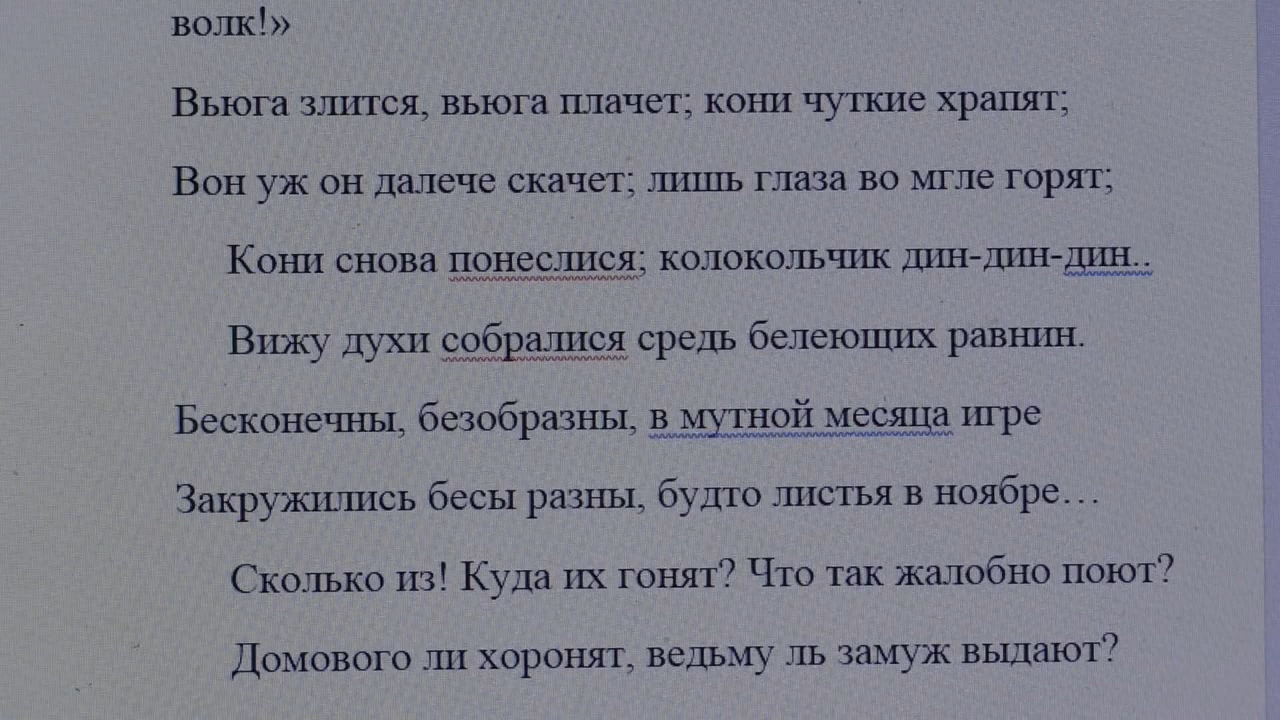 волк!»
Вьюга злится, вьюга плачет; кони чуткие храпят;
Вон уж он далече скачет; лишь глаза во мгле горят;
Кони снова понеслися; колокольчик дин-дин-дин..
Вижу духи собралися средь белеющих равнин.
Бесконечны, безобразны, в мутной месяца игре
Закружились бесы разны, будто листья в ноябре…
Сколько из! Куда их гонят? Что так жалобно поют?
Домового ли хоронят, ведьму ль замуж выдают?